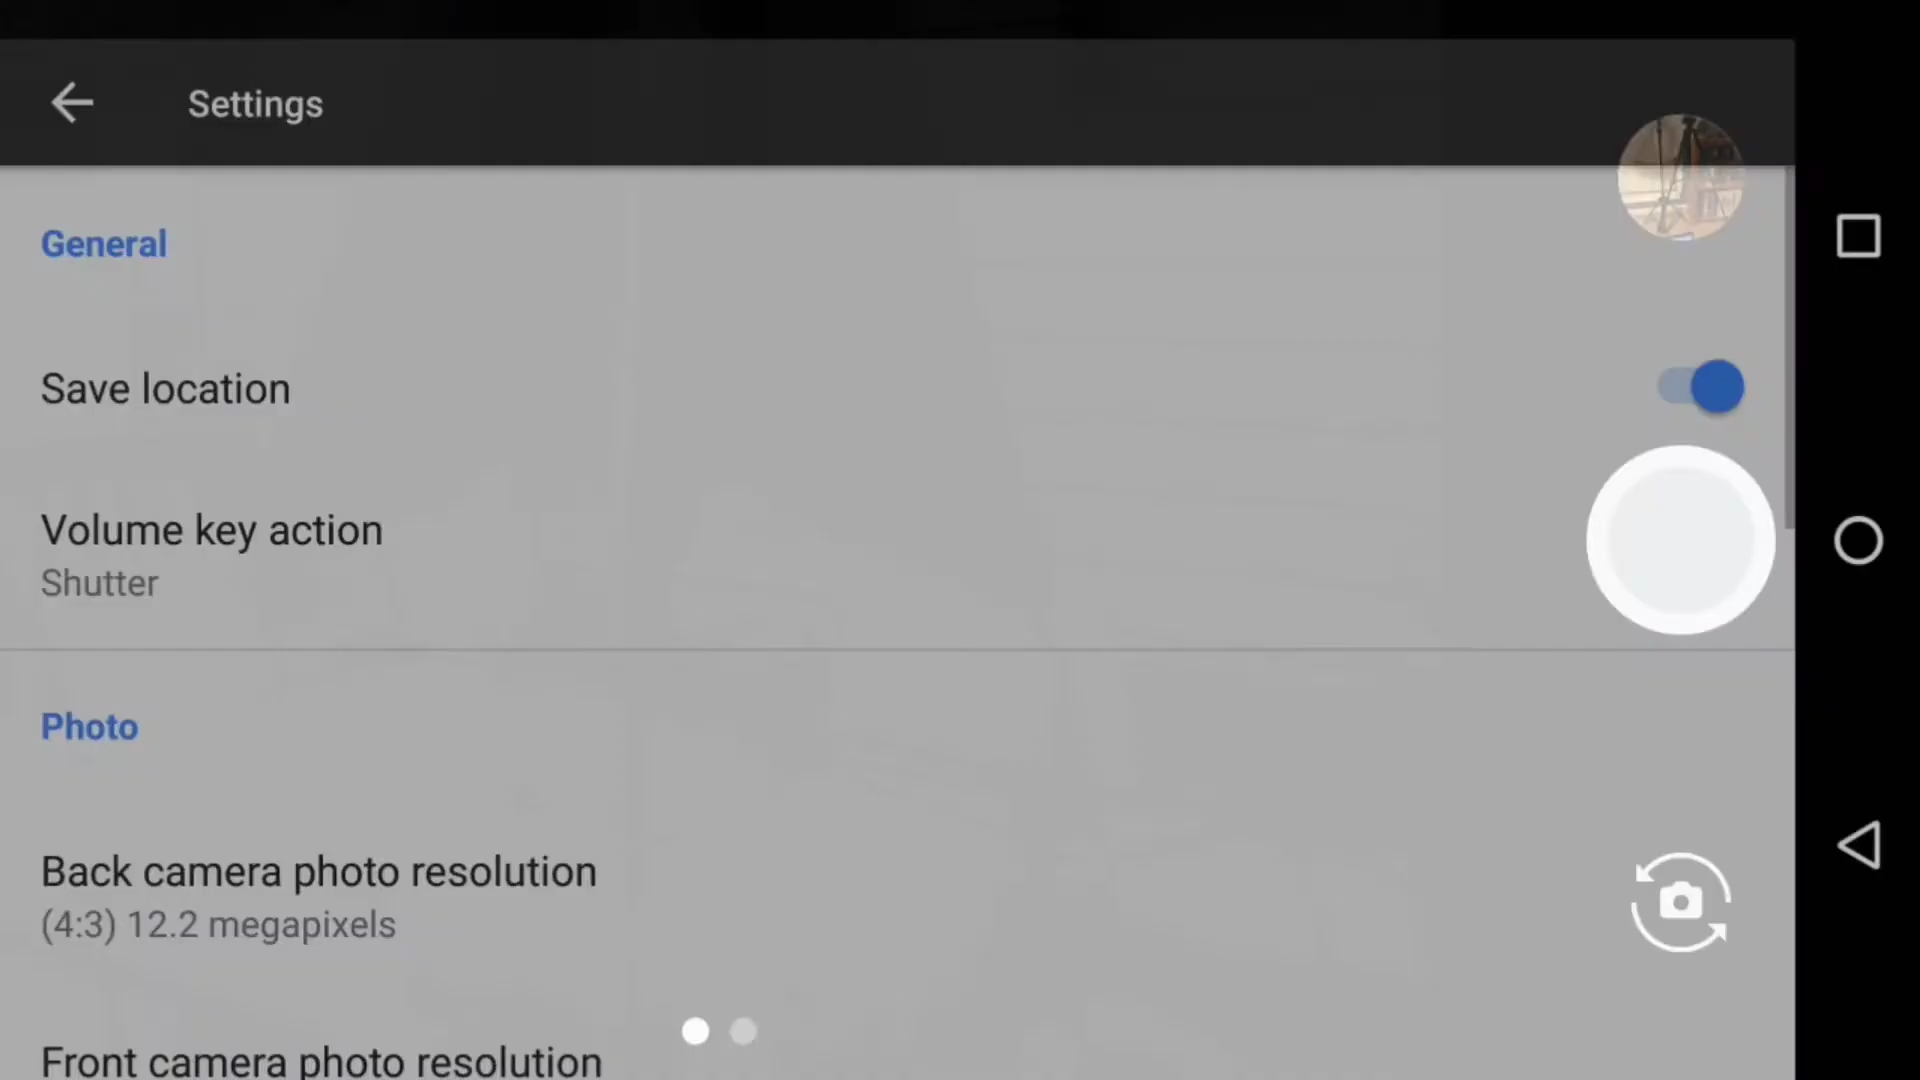 Settings
General
Save location
Volume key action
Shutter
Photo
Back camera photo resolution
(4:3) 12.2 megapixels
Front camera photo resolution